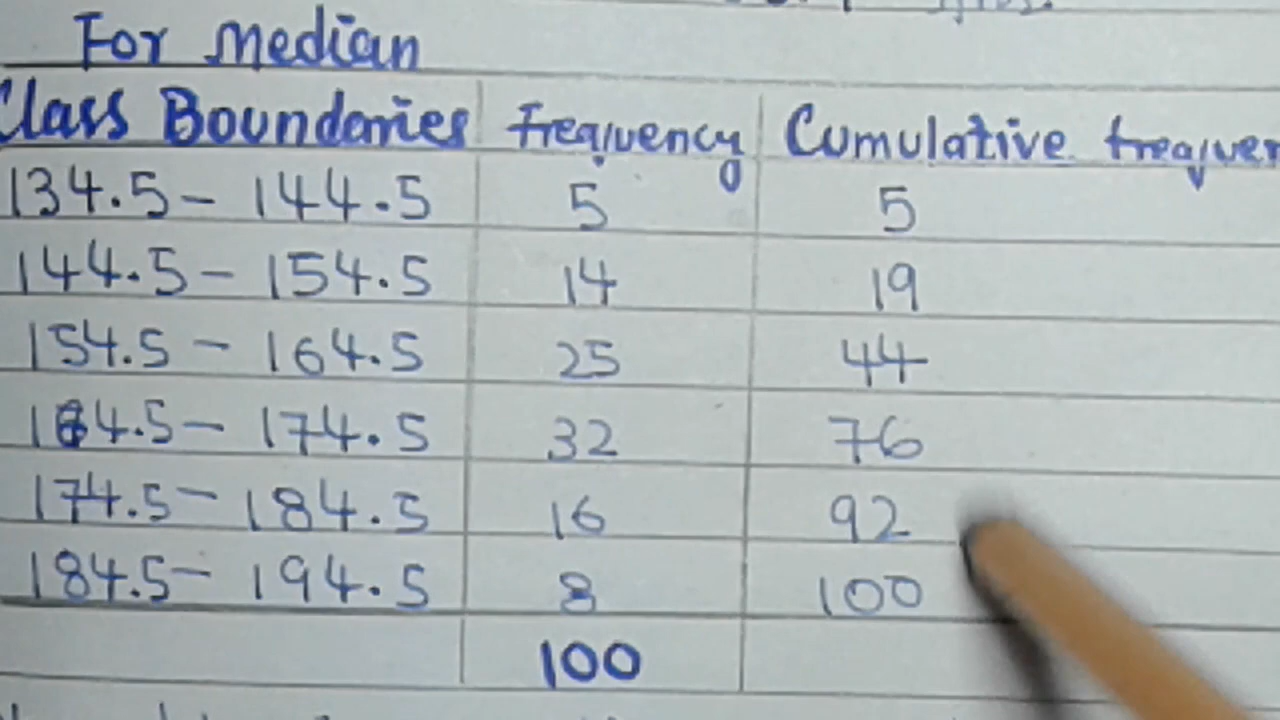 For Median
Class Boundaries Frequency Cumulative
134.5 - 144.5 5 5
144.5 - 154.5 14 19
154.5 - 164.5 25 44
164.5 - 174.5 32 76
174.5 - 184.5 16 92
184.5 - 194.5 8 100
100